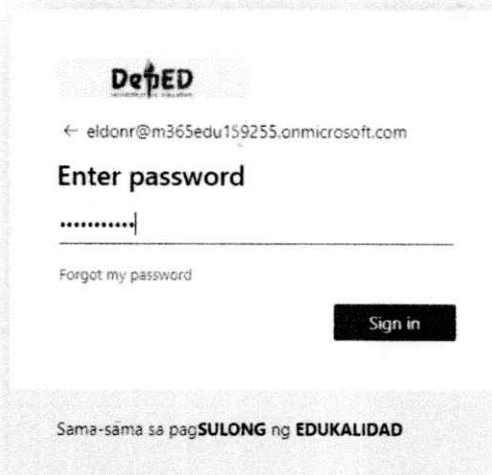 DepED
← eldonr@m365edu159255.onmicrosoft.com
Enter password
•••••••••••
Forgot my password
Sign in
Sama-sama sa pagSULONG ng EDUKALIDAD